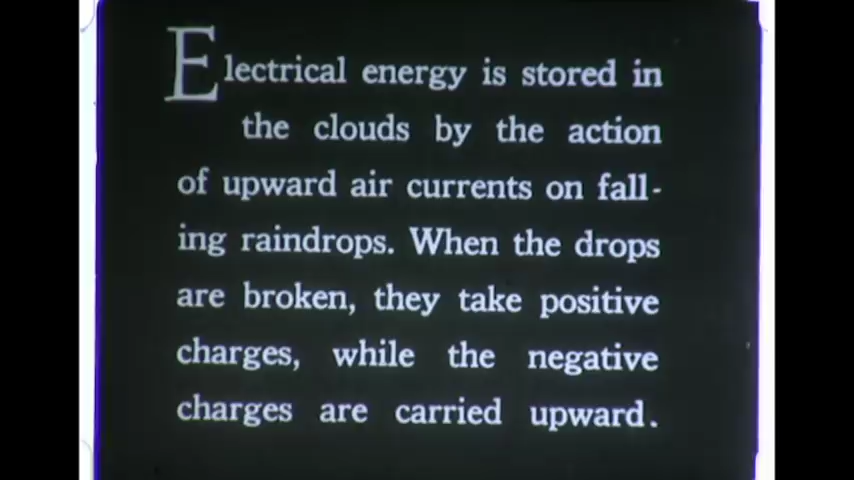 Electrical energy is stored in
the clouds by the action
of upward air currents on fall-
ing raindrops. When the drops
are broken, they take positive
charges, while the negative
charges are carried upward.